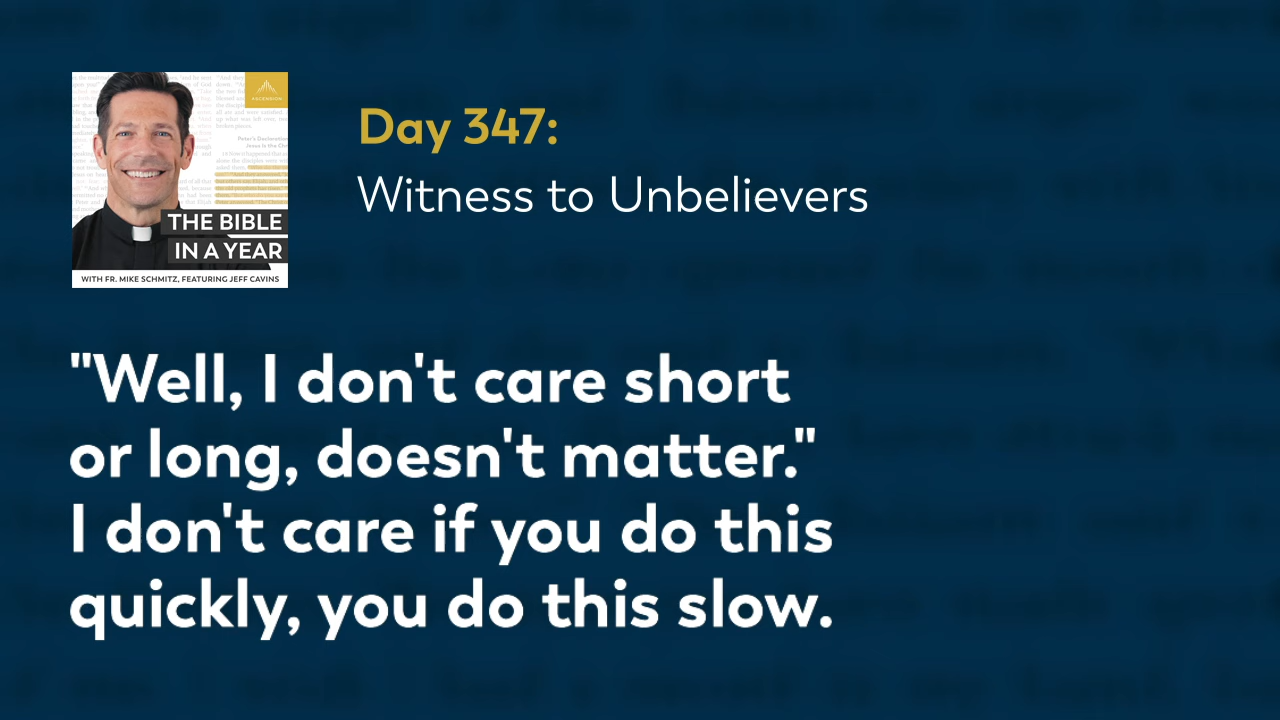 ASCENSION
THE BIBLE
IN A YEAR
WITH FR. MIKE SCHMITZ, FEATURING JEFF CAVINS
Day 347:
Witness to Unbelievers
"Well, I don't care short
or long, doesn't matter."
I don't care if you do this
quickly, you do this slow.